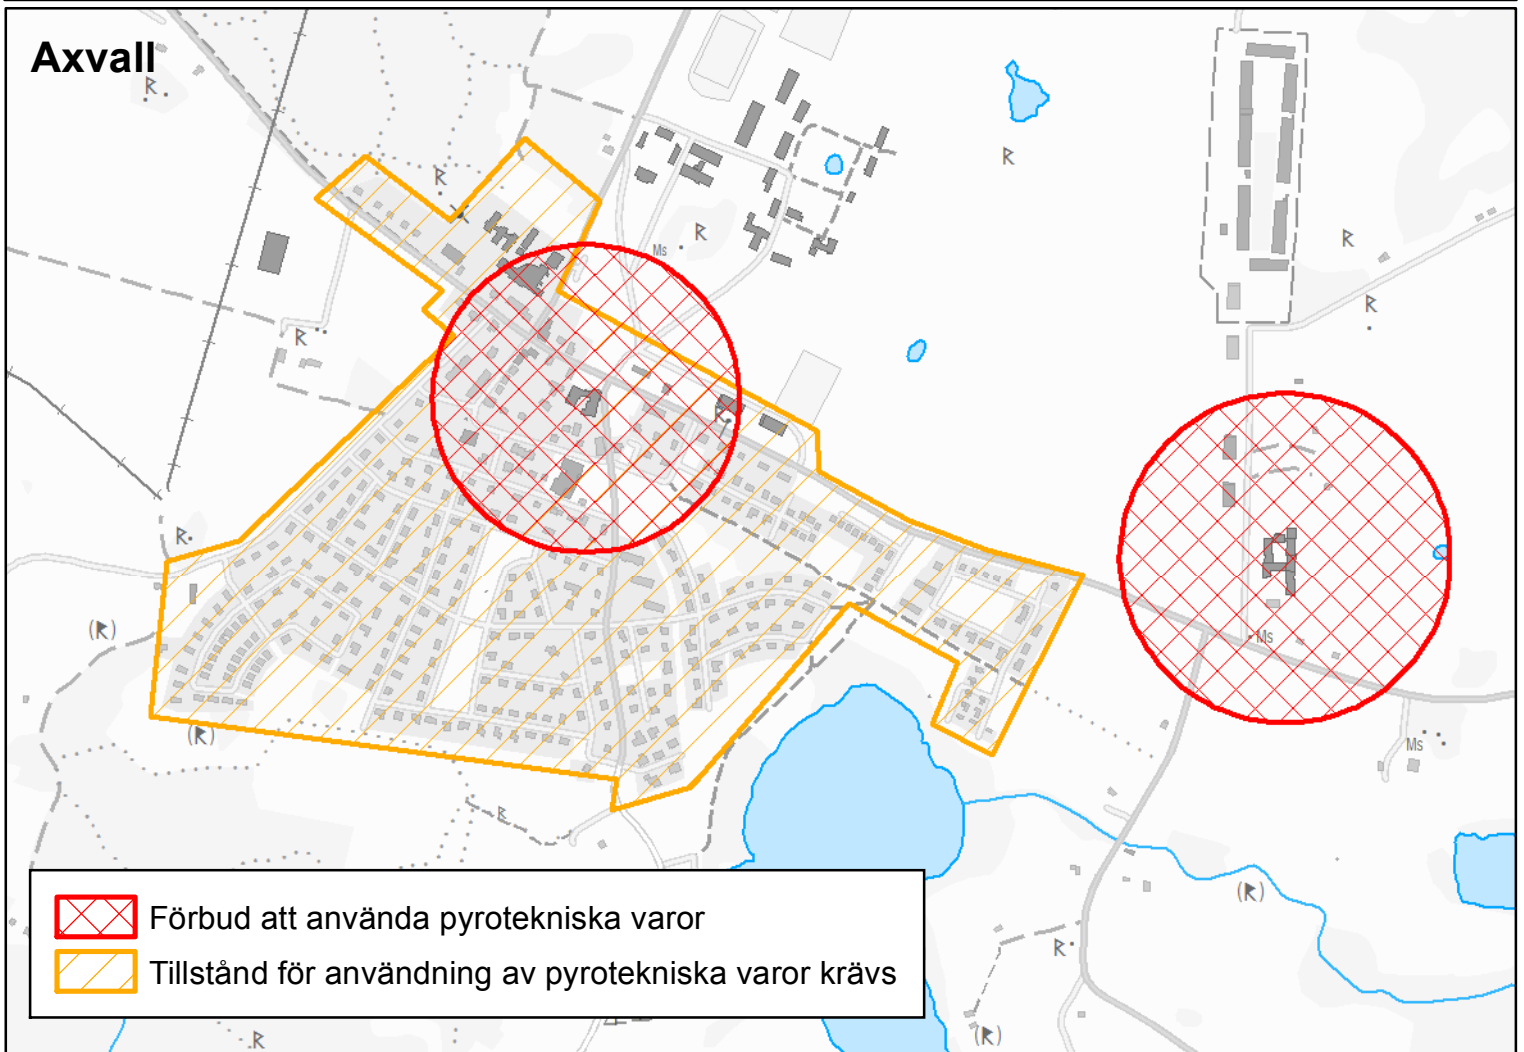 Axvall
R
R
R
R
Ms
R
R
R
R
R
R
(R)
Ms
(R)
Ms
R
(R)
R
(R)
R
Förbud att använda pyrotekniska varor
Tillstånd för användning av pyrotekniska varor krävs